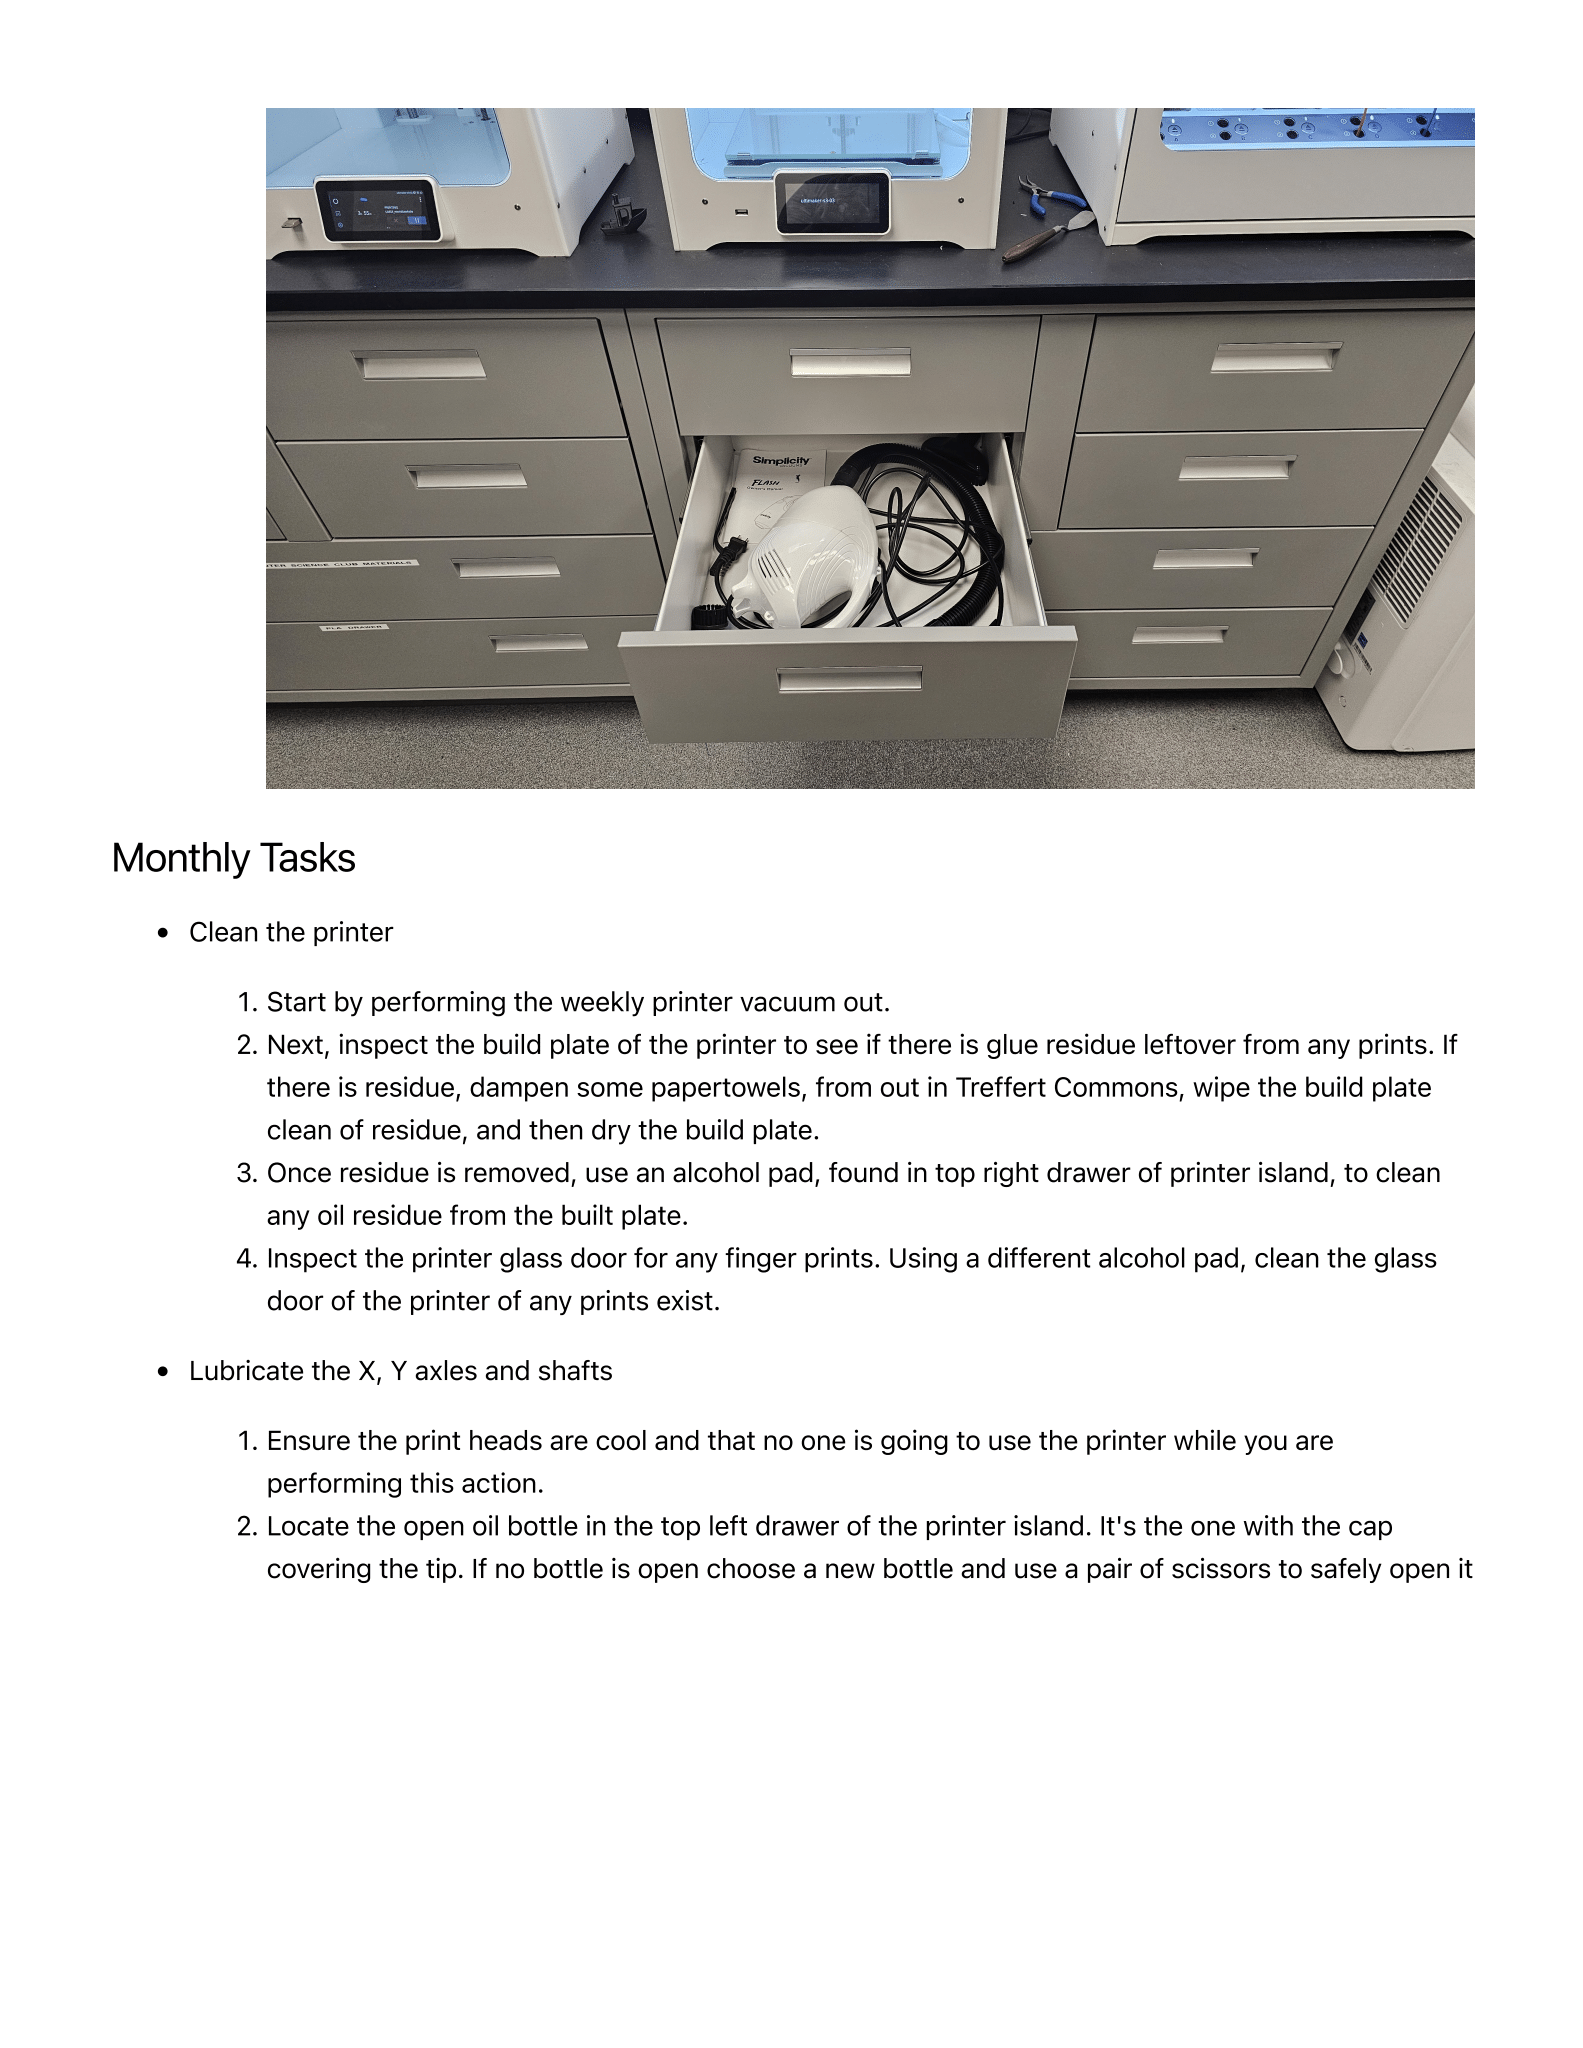 ultimaker-s3-03
Simplicity
FLASH
TER SCIENCE CLUB MATERIALS
PLA DRAWER
Monthly Tasks
• Clean the printer
1. Start by performing the weekly printer vacuum out.
2. Next, inspect the build plate of the printer to see if there is glue residue leftover from any prints. If
there is residue, dampen some papertowels, from out in Treffert Commons, wipe the build plate
clean of residue, and then dry the build plate.
3. Once residue is removed, use an alcohol pad, found in top right drawer of printer island, to clean
any oil residue from the built plate.
4. Inspect the printer glass door for any finger prints. Using a different alcohol pad, clean the glass
door of the printer of any prints exist.
• Lubricate the X, Y axles and shafts
1. Ensure the print heads are cool and that no one is going to use the printer while you are
performing this action.
2. Locate the open oil bottle in the top left drawer of the printer island. It's the one with the cap
covering the tip. If no bottle is open choose a new bottle and use a pair of scissors to safely open it